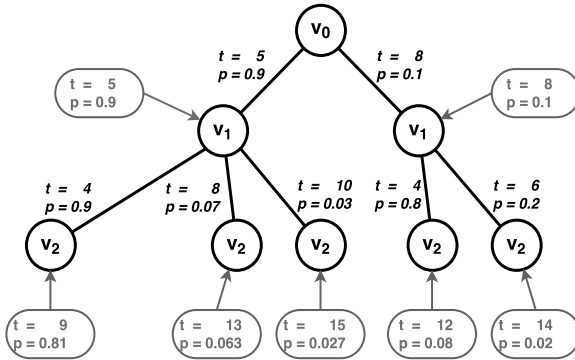 v0
t = 5
p = 0.9
t = 8
p = 0.1
t = 5
p = 0.9
t = 8
p = 0.1
v1
v1
t = 4
p = 0.9
t = 8
p = 0.07
t = 10
p = 0.03
t = 4
p = 0.8
t = 6
p = 0.2
v2
v2
v2
v2
v2
t = 9
p = 0.81
t = 13
p = 0.063
t = 15
p = 0.027
t = 12
p = 0.08
t = 14
p = 0.02